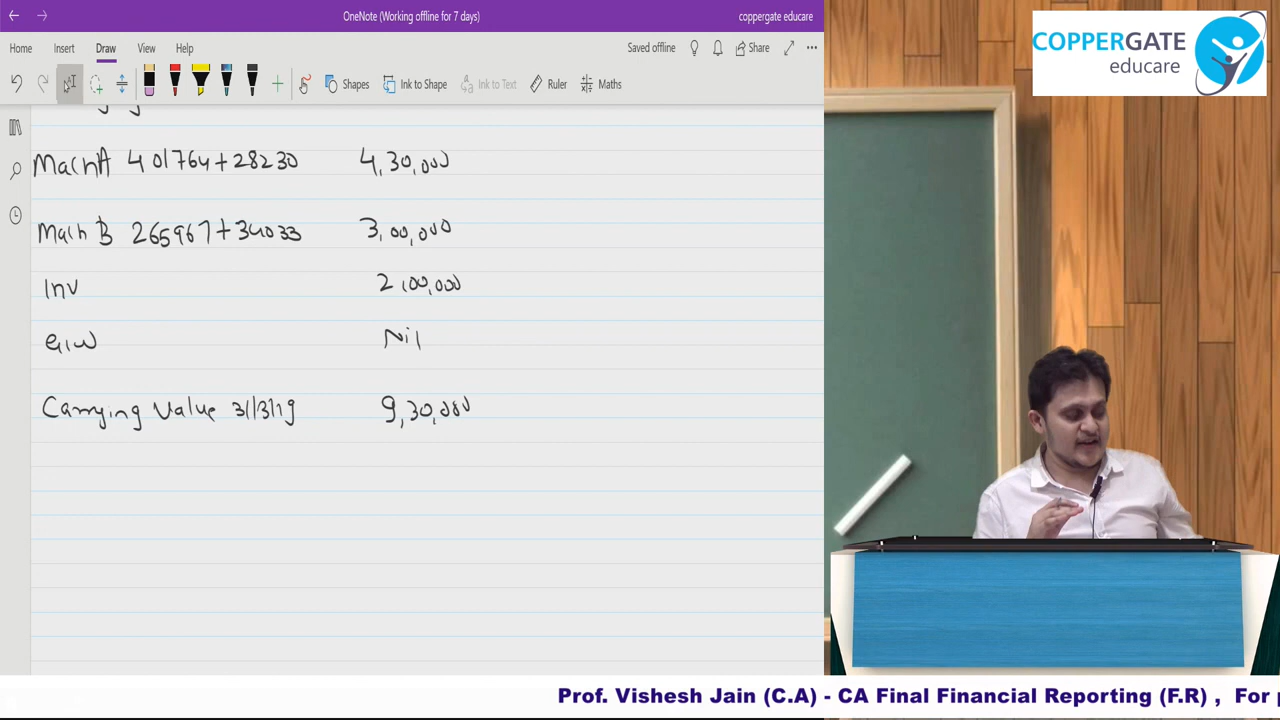 OneNote (Working offline for 7 days)
coppergate educare
Home Insert Draw View Help
Saved offline Share
Shapes Ink to Shape Ink to Text Ruler Maths
COPPERGATE
educare
Mach A 401764+28230 4,30,000
Mach B 265967+34033 3,00,000
Inv 2,00,000
G/W Nil
Carrying Value 31/3/19 9,30,000
Prof. Vishesh Jain (C.A) - CA Final Financial Reporting (F.R) , For